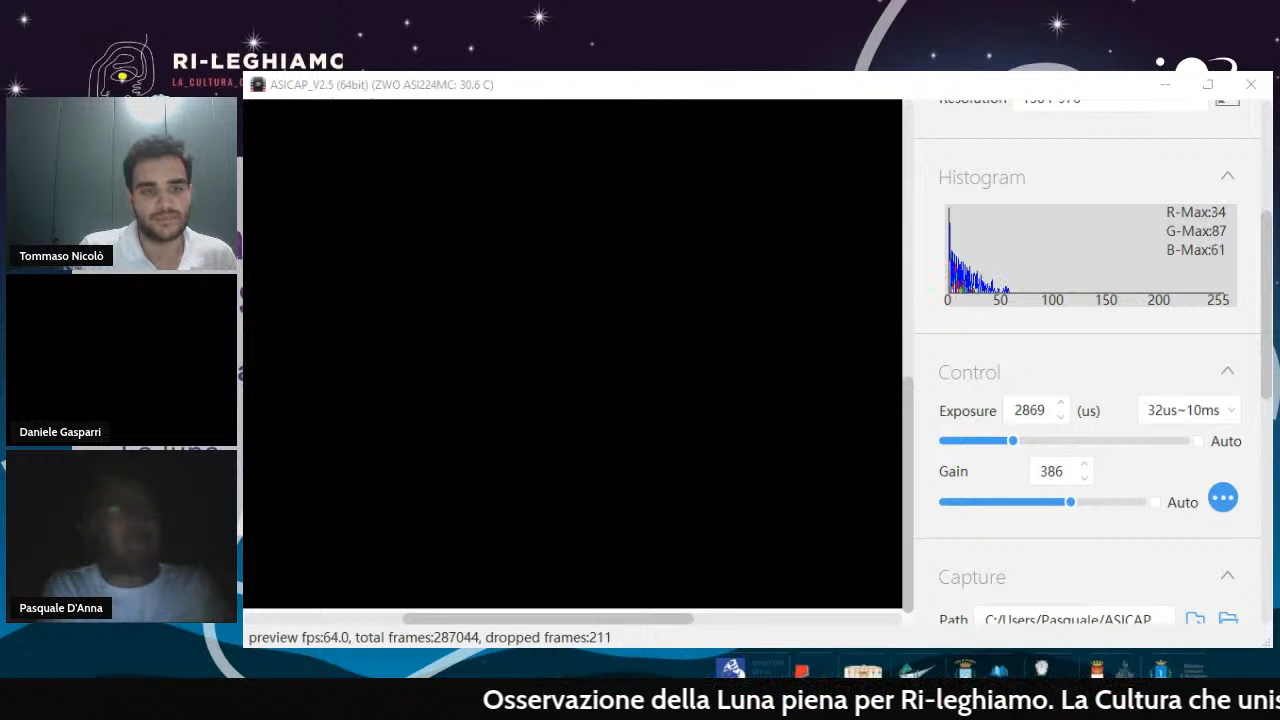 RI-LEGHIAMO
LA_CULTURA_
ASICAP_V2.5 (64bit) (ZWO ASI224MC: 30.6 C)
Resolution
Histogram
R-Max:34
G-Max:87
B-Max:61
0 50 100 150 200 255
Control
Exposure 2869 (us) 32us~10ms
Auto
Gain 386
Auto
Capture
Path C:/Users/Pasquale/ASICAP
preview fps:64.0, total frames:287044, dropped frames:211
Tommaso Nicolò
Daniele Gasparri
Pasquale D'Anna
Osservazione della Luna piena per Ri-leghiamo. La Cultura che unis